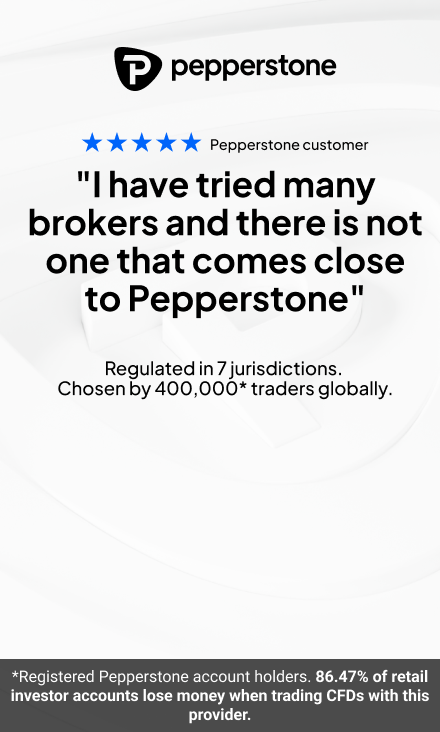 pepperstone
Pepperstone customer
"I have tried many
brokers and there is not
one that comes close
to Pepperstone"
Regulated in 7 jurisdictions.
Chosen by 400,000* traders globally.
*Registered Pepperstone account holders. 86.47% of retail
investor accounts lose money when trading CFDs with this
provider.